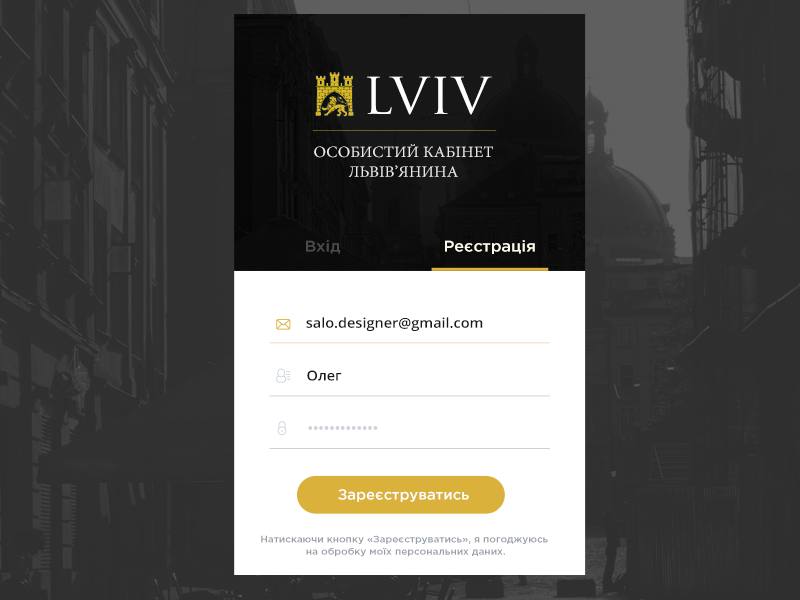 LVIV
ОСОБИСТИЙ КАБІНЕТ
ЛЬВІВ'ЯНИНА
Вхід
Реєстрація
salo.designer@gmail.com
Олег
Зареєструватись
Натискаючи кнопку «Зареєструватись», я погоджуюсь
на обробку моїх персональних даних.